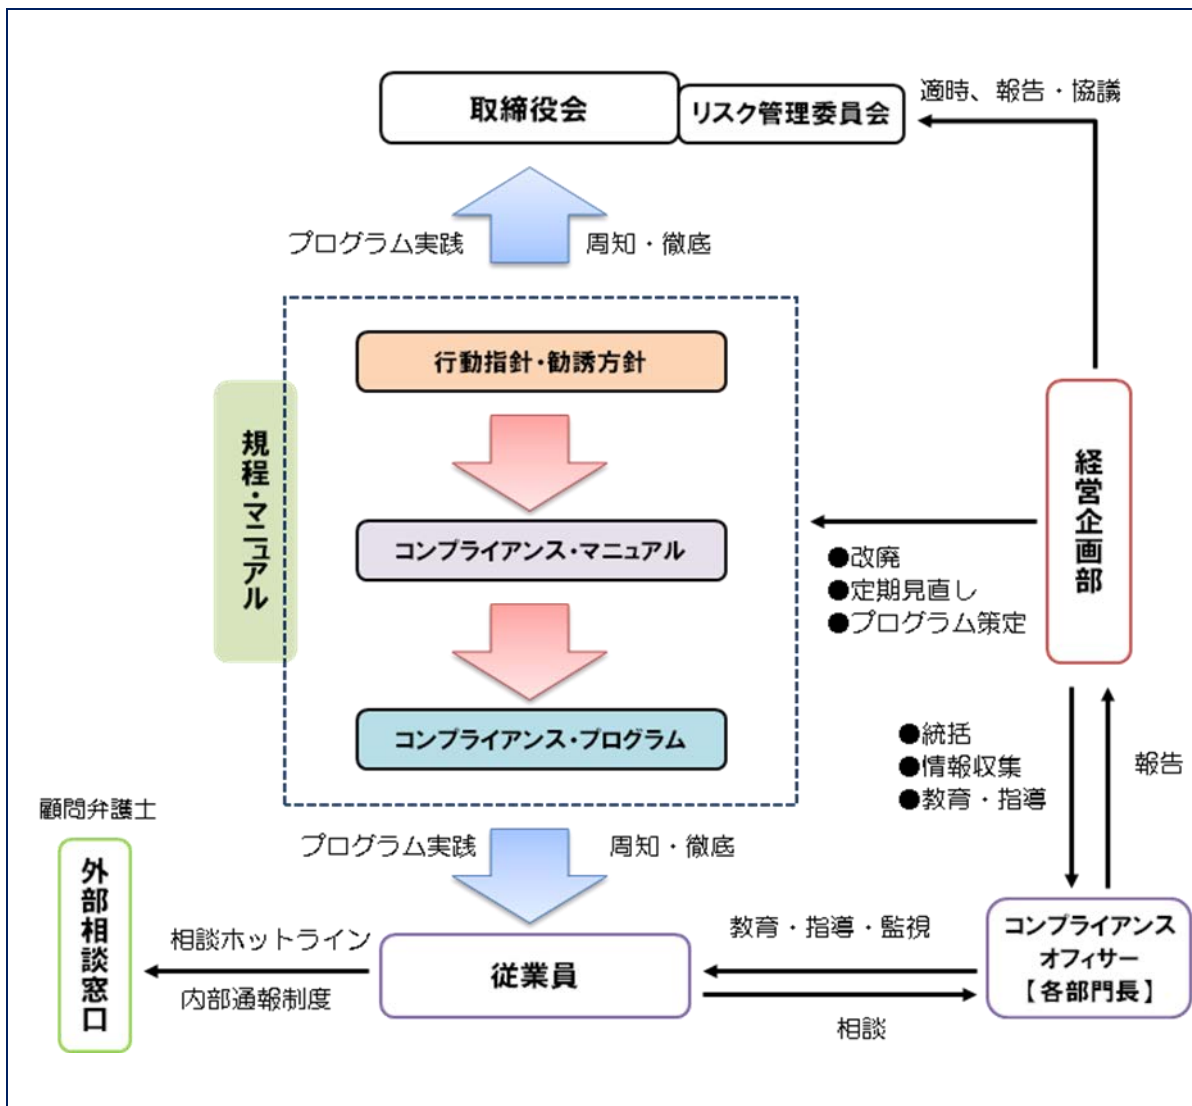 取締役会
リスク管理委員会
適時、報告・協議
プログラム実践
周知・徹底
行動指針・勧誘方針
規程・マニュアル
コンプライアンス・マニュアル
経営企画部
●改廃
●定期見直し
●プログラム策定
コンプライアンス・プログラム
●統括
●情報収集
●教育・指導
報告
顧問弁護士
外部相談窓口
プログラム実践
周知・徹底
相談ホットライン
内部通報制度
従業員
教育・指導・監視
相談
コンプライアンス
オフィサー
【各部門長】